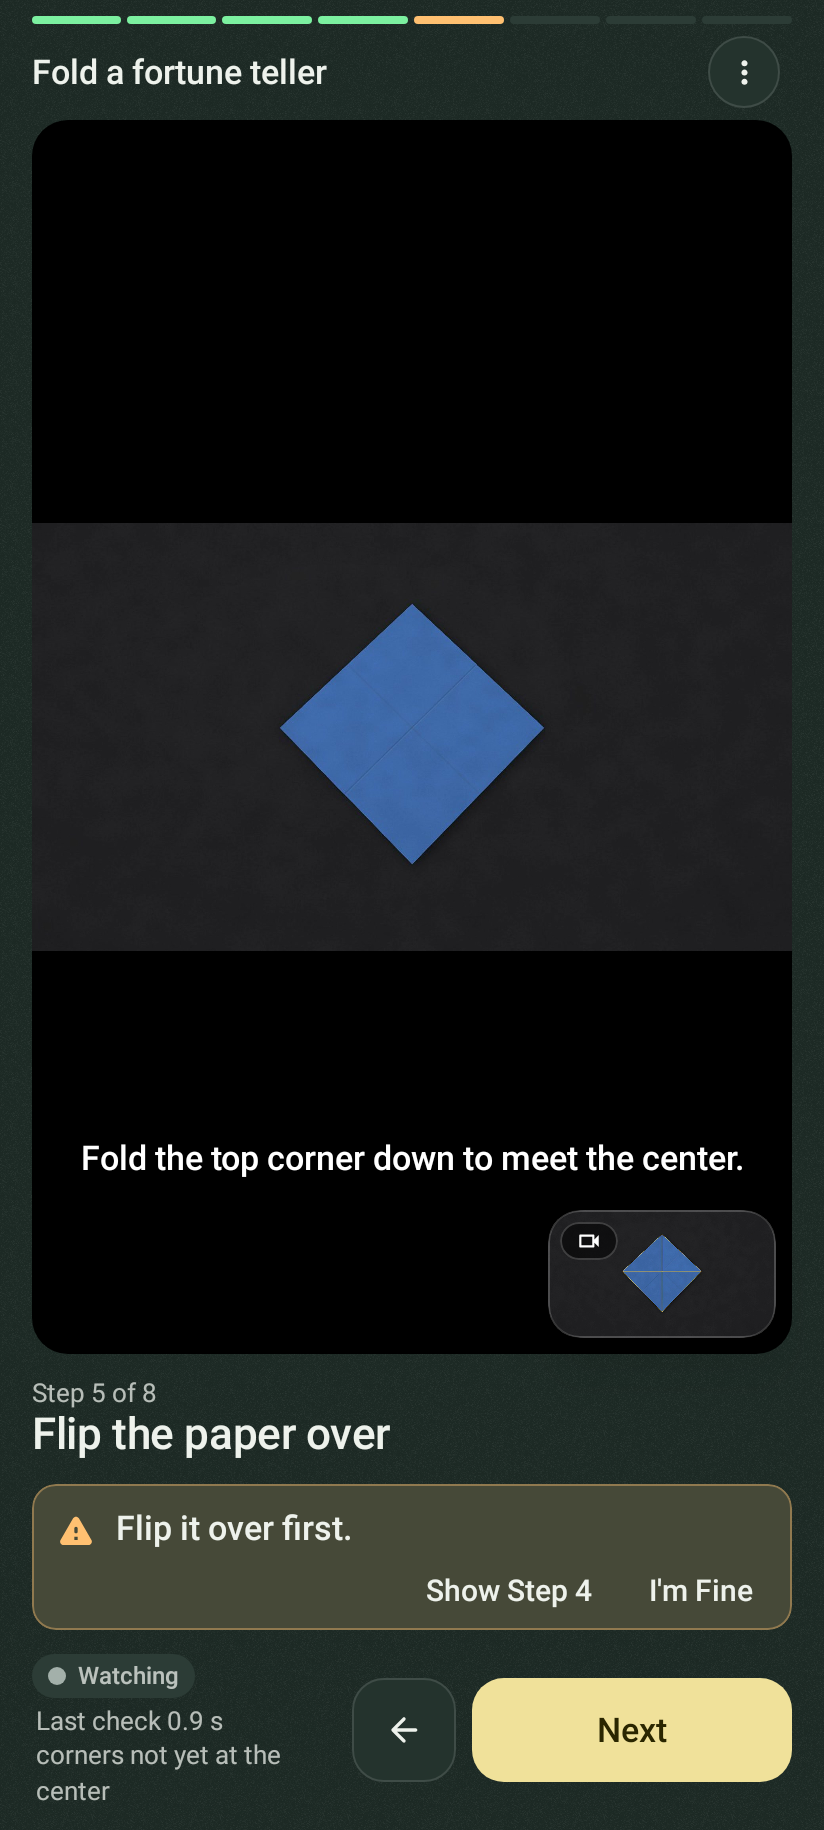 Fold a fortune teller
Fold the top corner down to meet the center.
Step 5 of 8
Flip the paper over
Flip it over first.
Show Step 4
I'm Fine
Watching
Last check 0.9 s
corners not yet at the
center
Next